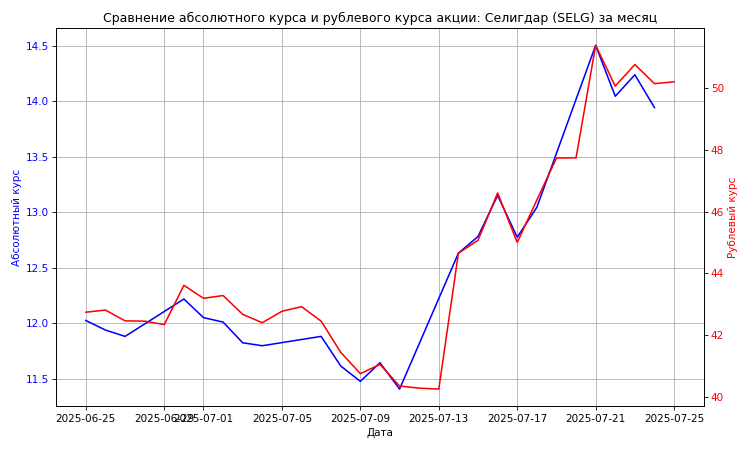 Сравнение абсолютного курса и рублевого курса акции: Селигдар (SELG) за месяц
14.5
14.0
13.5
13.0
12.5
12.0
11.5
Абсолютный курс
50
48
46
44
42
40
Рублевый курс
2025-06-25 2025-06-29 2025-07-01 2025-07-05 2025-07-09 2025-07-13 2025-07-17 2025-07-21 2025-07-25
Дата